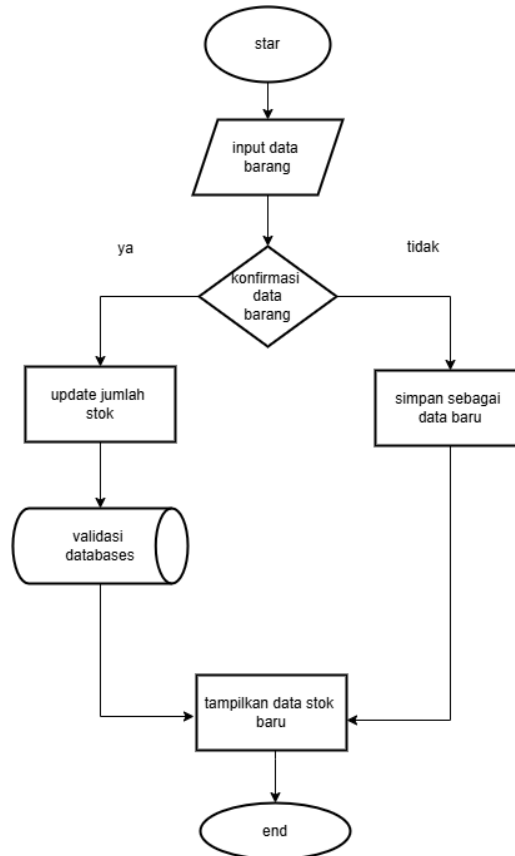 star
input data
barang
ya
tidak
konfirmasi
data
barang
update jumlah
stok
simpan sebagai
data baru
validasi
databases
tampilkan data stok
baru
end